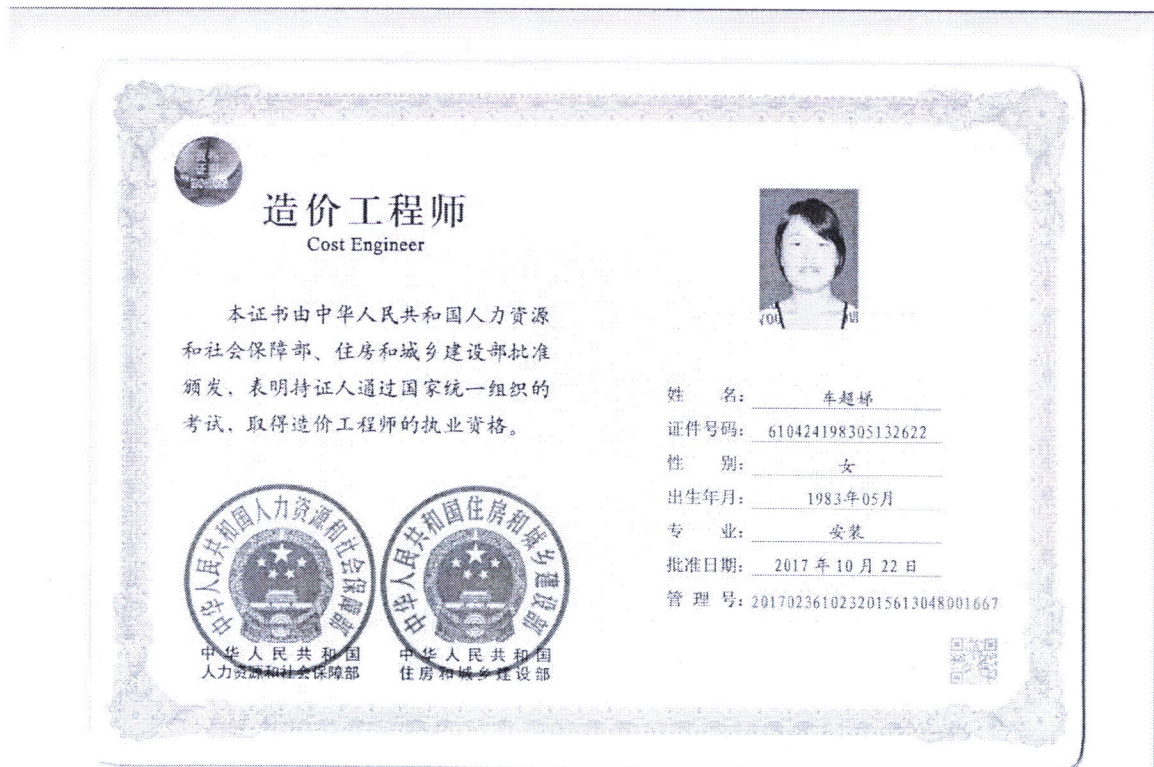 造价工程师
Cost Engineer
本证书由中华人民共和国人力资源
和社会保障部、住房和城乡建设部批准
颁发，表明持证人通过国家统一组织的
考试，取得造价工程师的执业资格。
姓 名： 车超娣
证件号码： 610424198305132622
性 别： 女
出生年月： 1983年05月
专 业： 安装
批准日期： 2017年10月22日
管 理 号： 2017023610232015613048001667
中华人民共和国人力资源和社会保障部
中华人民共和国
人力资源和社会保障部
中华人民共和国住房和城乡建设部
中华人民共和国
住房和城乡建设部